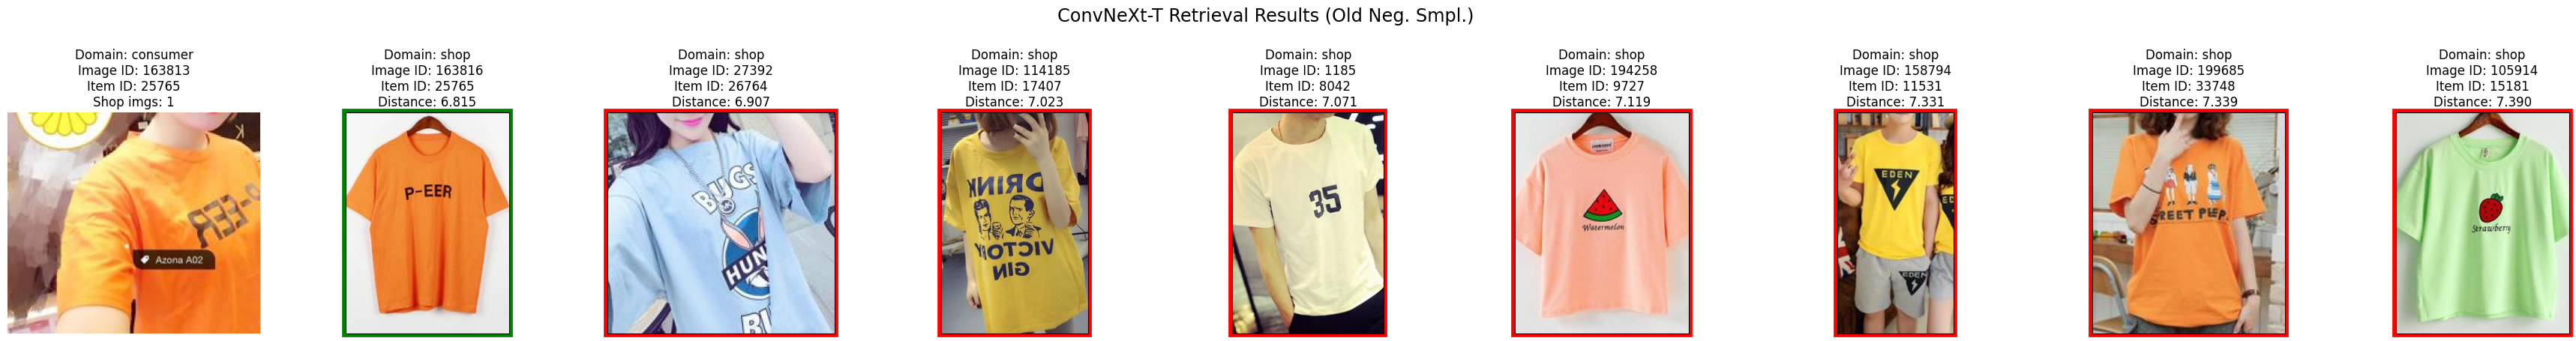 ConvNeXt-T Retrieval Results (Old Neg. Smpl.)
Domain: consumer
Image ID: 163813
Item ID: 25765
Shop imgs: 1
P-EER
Azona A02
Domain: shop
Image ID: 163816
Item ID: 25765
Distance: 6.815
P-EER
Domain: shop
Image ID: 27392
Item ID: 26764
Distance: 6.907
BUGS
HUN
BU
Domain: shop
Image ID: 114185
Item ID: 17407
Distance: 7.023
DRINK
VICTORY
GIN
Domain: shop
Image ID: 1185
Item ID: 8042
Distance: 7.071
35
Domain: shop
Image ID: 194258
Item ID: 9727
Distance: 7.119
Watermelon
Domain: shop
Image ID: 158794
Item ID: 11531
Distance: 7.331
EDEN
EDEN
Domain: shop
Image ID: 199685
Item ID: 33748
Distance: 7.339
STREET PEEP.
Domain: shop
Image ID: 105914
Item ID: 15181
Distance: 7.390
Strawberry